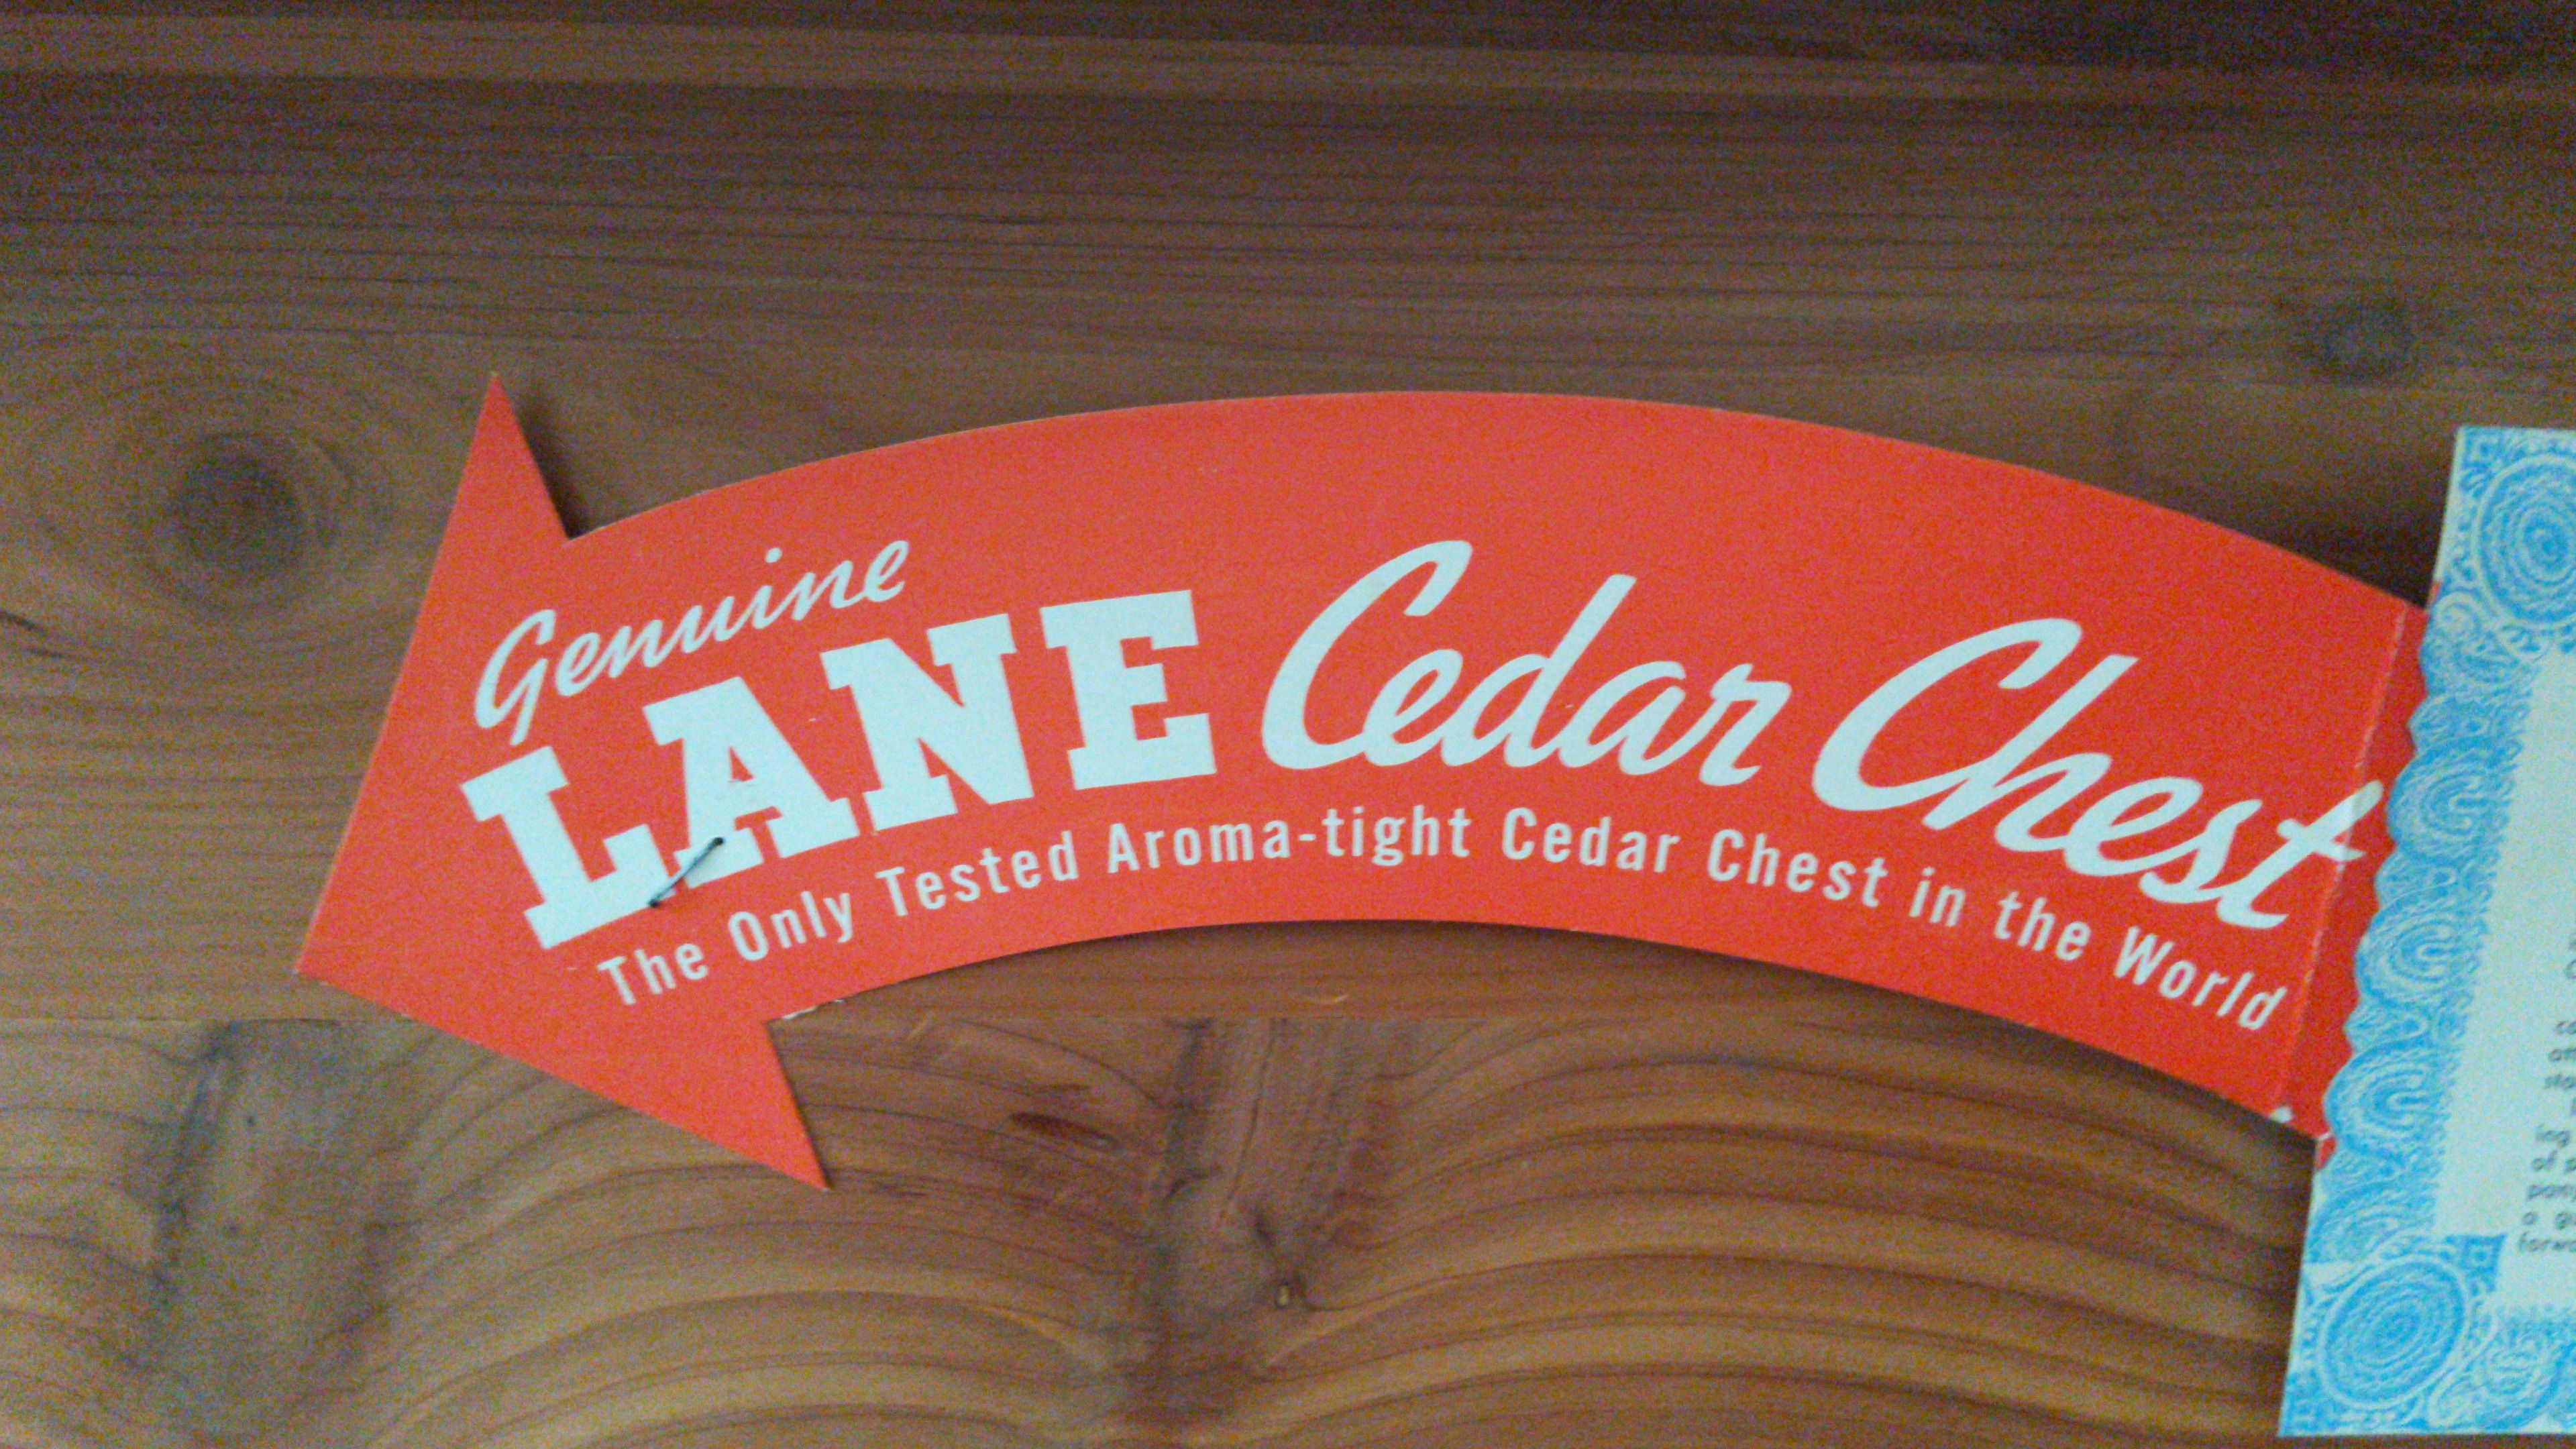 Genuine
LANE Cedar Chest
The Only Tested Aroma-tight Cedar Chest in the World